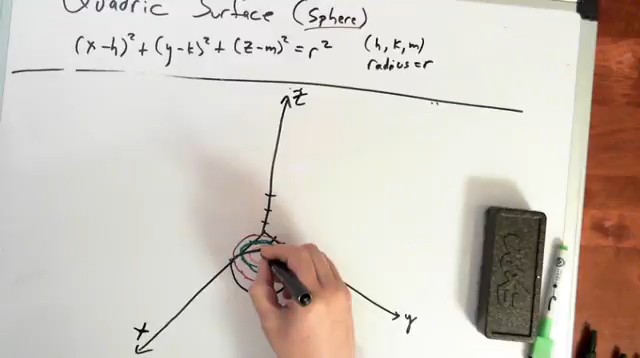 Quadric Surface (Sphere)
(x-h)² + (y-k)² + (z-m)² = r² (h, k, m)
radius = r
z
x
y